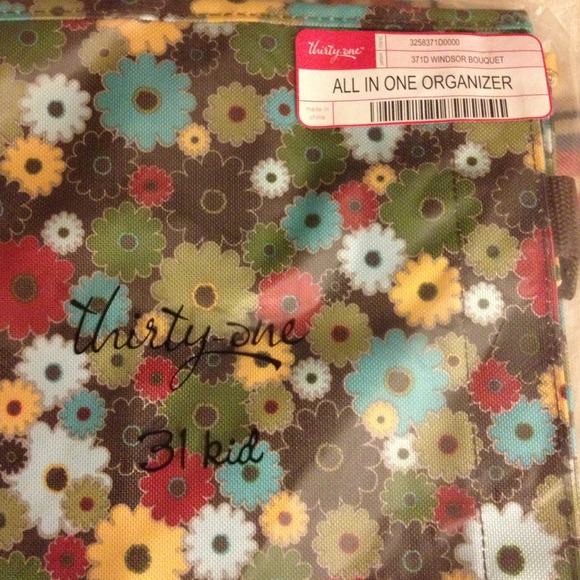 thirty-one
3258371D0000
371D WINDSOR BOUQUET
ALL IN ONE ORGANIZER
made in
china
thirty-one
31 kid